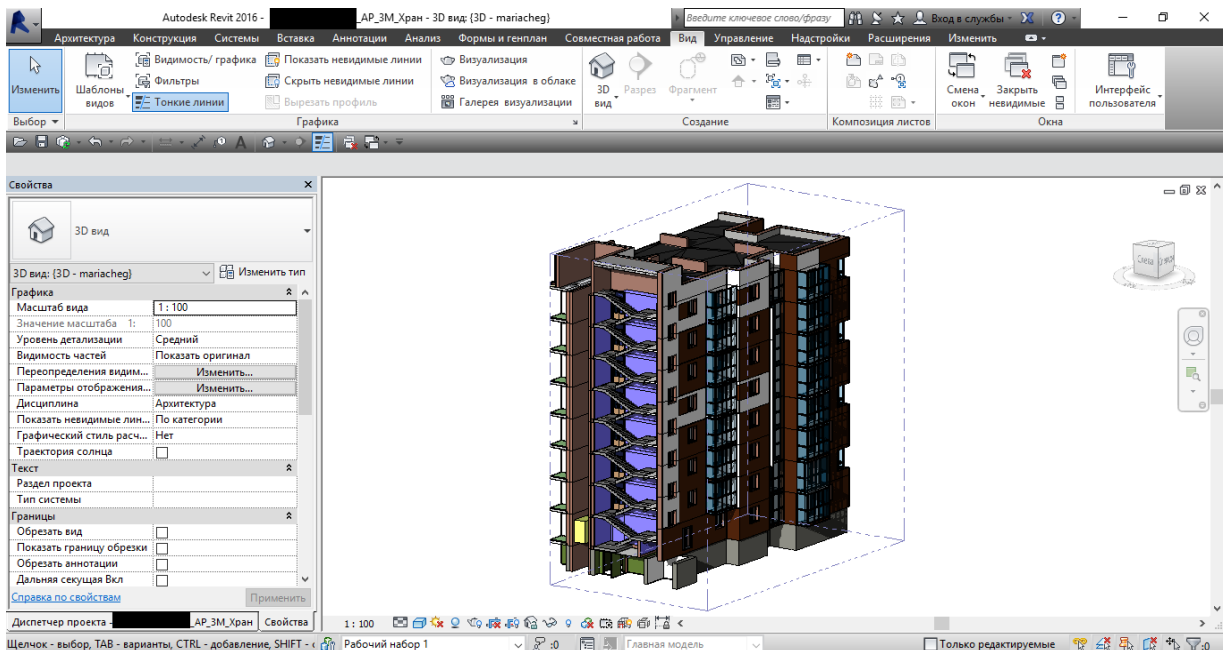 Autodesk Revit 2016 - _АР_3М_Хран - 3D вид: {3D - mariacheg}
Введите ключевое слово/фразу
Вход в службы
Архитектура Конструкция Системы Вставка Аннотации Анализ Формы и генплан Совместная работа Вид Управление Надстройки Расширения Изменить
Изменить
Шаблоны видов
Видимость/ графика
Фильтры
Тонкие линии
Показать невидимые линии
Скрыть невидимые линии
Вырезать профиль
Визуализация
Визуализация в облаке
Галерея визуализации
3D вид
Разрез
Фрагмент
Смена окон
Закрыть невидимые
Интерфейс пользователя
Выбор Графика Создание Композиция листов Окна
Свойства
3D вид
3D вид: {3D - mariacheg} Изменить тип
Графика
Масштаб вида 1 : 100
Значение масштаба 1: 100
Уровень детализации Средний
Видимость частей Показать оригинал
Переопределения видим... Изменить...
Параметры отображения... Изменить...
Дисциплина Архитектура
Показать невидимые лин... По категории
Графический стиль расч... Нет
Траектория солнца
Текст
Раздел проекта
Тип системы
Границы
Обрезать вид
Показать границу обрезки
Обрезать аннотации
Дальняя секущая Вкл
Справка по свойствам Применить
Диспетчер проекта - _АР_3М_Хран Свойства
1 : 100
Щелчок - выбор, TAB - варианты, CTRL - добавление, SHIFT - Рабочий набор 1 :0 Главная модель Только редактируемые :0
Слева